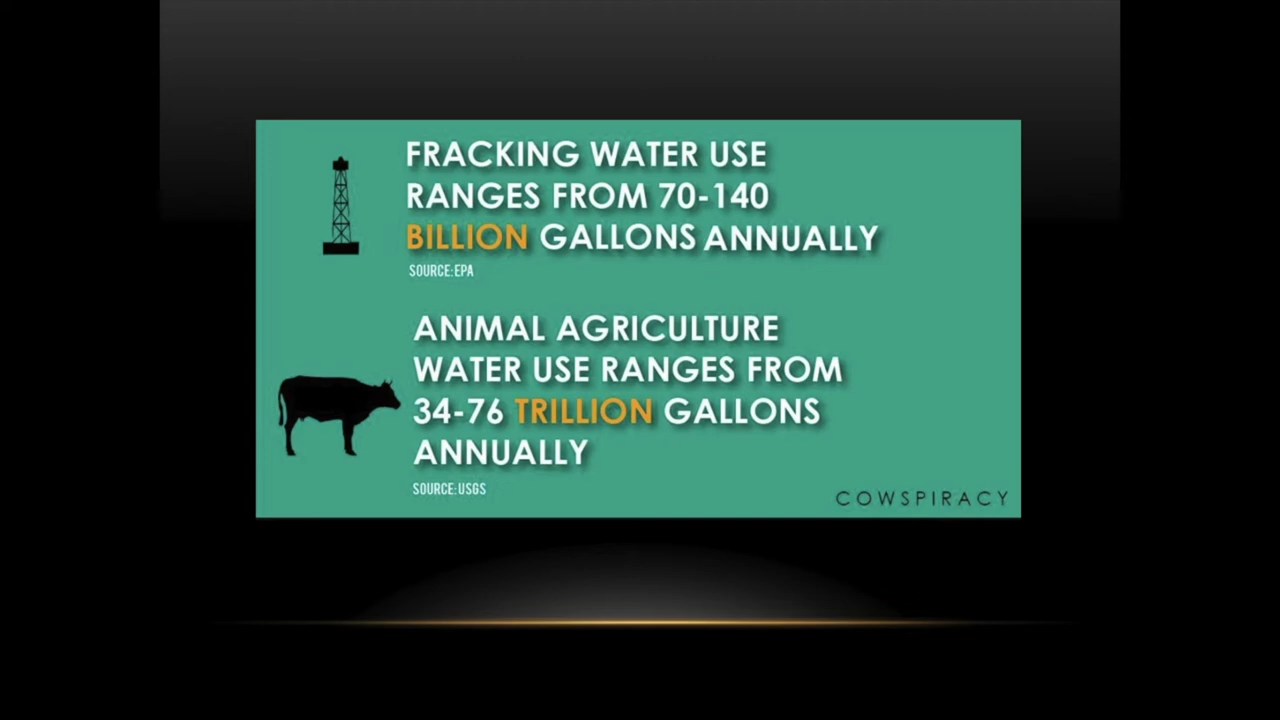 FRACKING WATER USE
RANGES FROM 70-140
BILLION GALLONS ANNUALLY
SOURCE: EPA
ANIMAL AGRICULTURE
WATER USE RANGES FROM
34-76 TRILLION GALLONS
ANNUALLY
SOURCE: USGS
COWSPIRACY